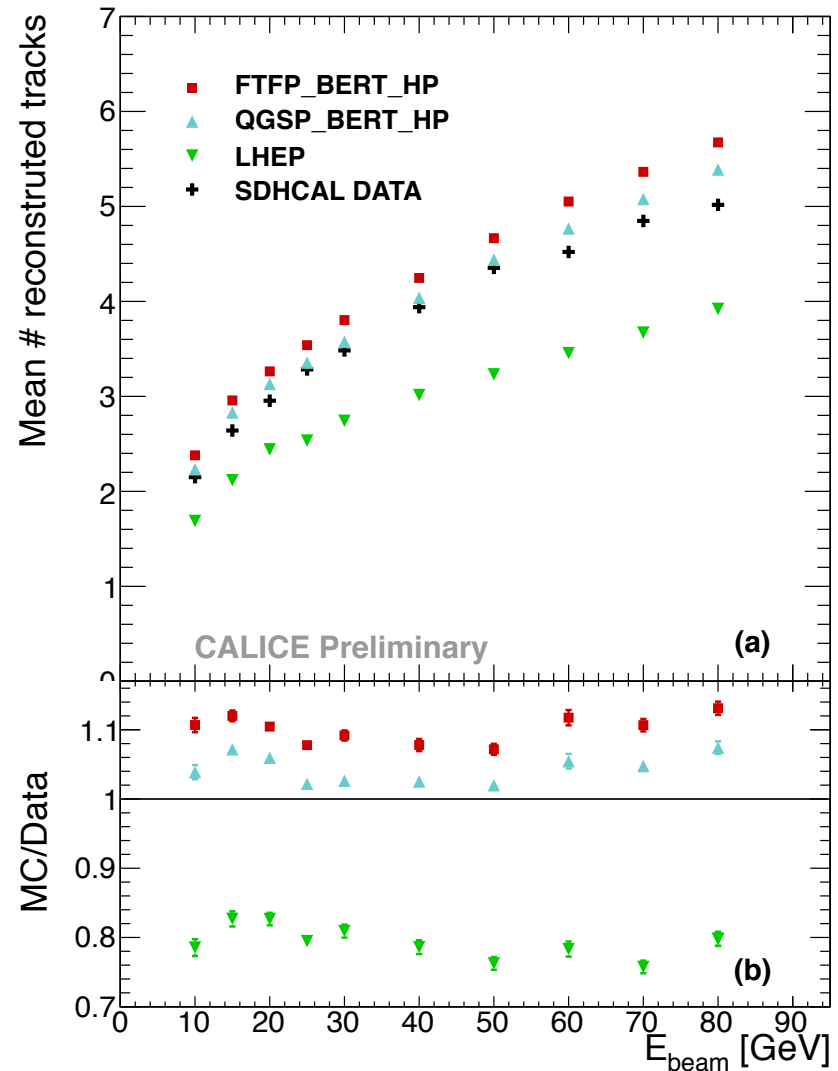 Mean # reconstruted tracks
7
6
5
4
3
2
1
0
FTFP_BERT_HP
QGSP_BERT_HP
LHEP
SDHCAL DATA
CALICE Preliminary
(a)
MC/Data
1.1
1
0.9
0.8
0.7
(b)
0 10 20 30 40 50 60 70 80 90
E_beam [GeV]